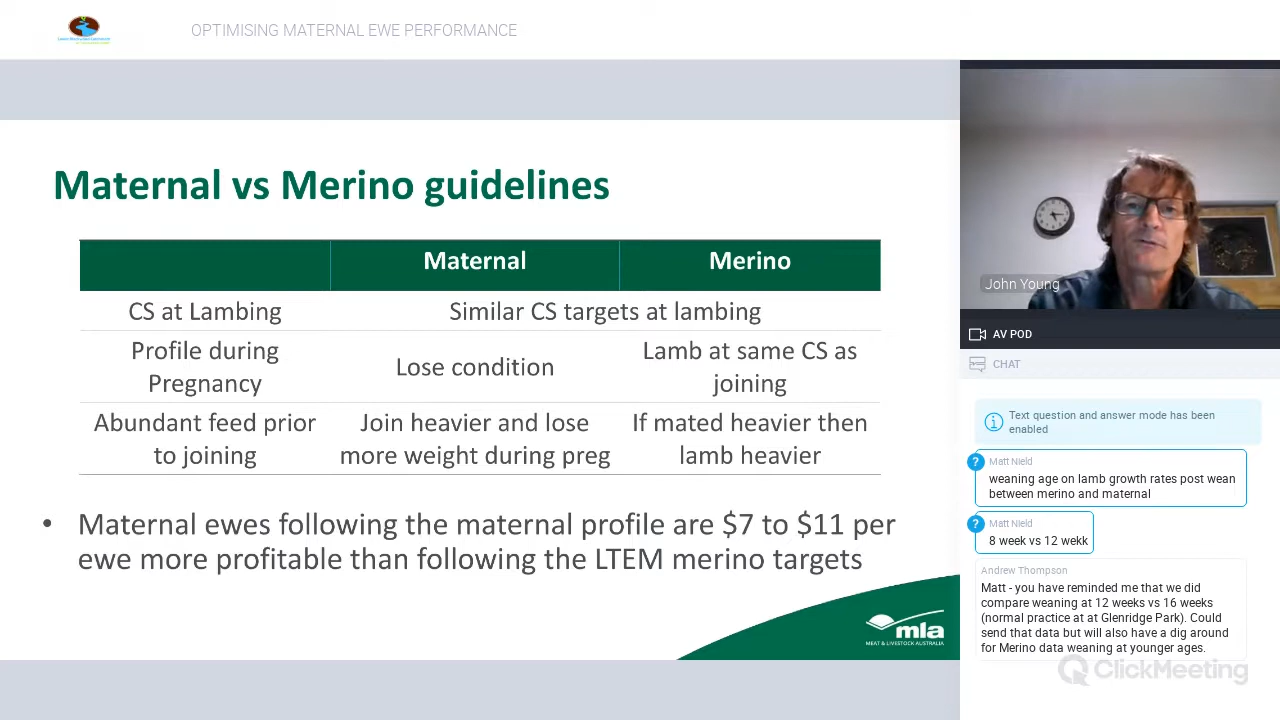 OPTIMISING MATERNAL EWE PERFORMANCE
Maternal vs Merino guidelines
Maternal Merino
CS at Lambing Similar CS targets at lambing
Profile during
Pregnancy
Lose condition
Lamb at same CS as
joining
Abundant feed prior
to joining
Join heavier and lose
more weight during preg
If mated heavier then
lamb heavier
• Maternal ewes following the maternal profile are $7 to $11 per
ewe more profitable than following the LTEM merino targets
mla
MEAT & LIVESTOCK AUSTRALIA
John Young
AV POD
CHAT
Text question and answer mode has been
enabled
? Matt Nield
weaning age on lamb growth rates post wean
between merino and maternal
? Matt Nield
8 week vs 12 wekk
Andrew Thompson
Matt - you have reminded me that we did
compare weaning at 12 weeks vs 16 weeks
(normal practice at at Glenridge Park). Could
send that data but will also have a dig around
for Merino data weaning at younger ages.
ClickMeeting